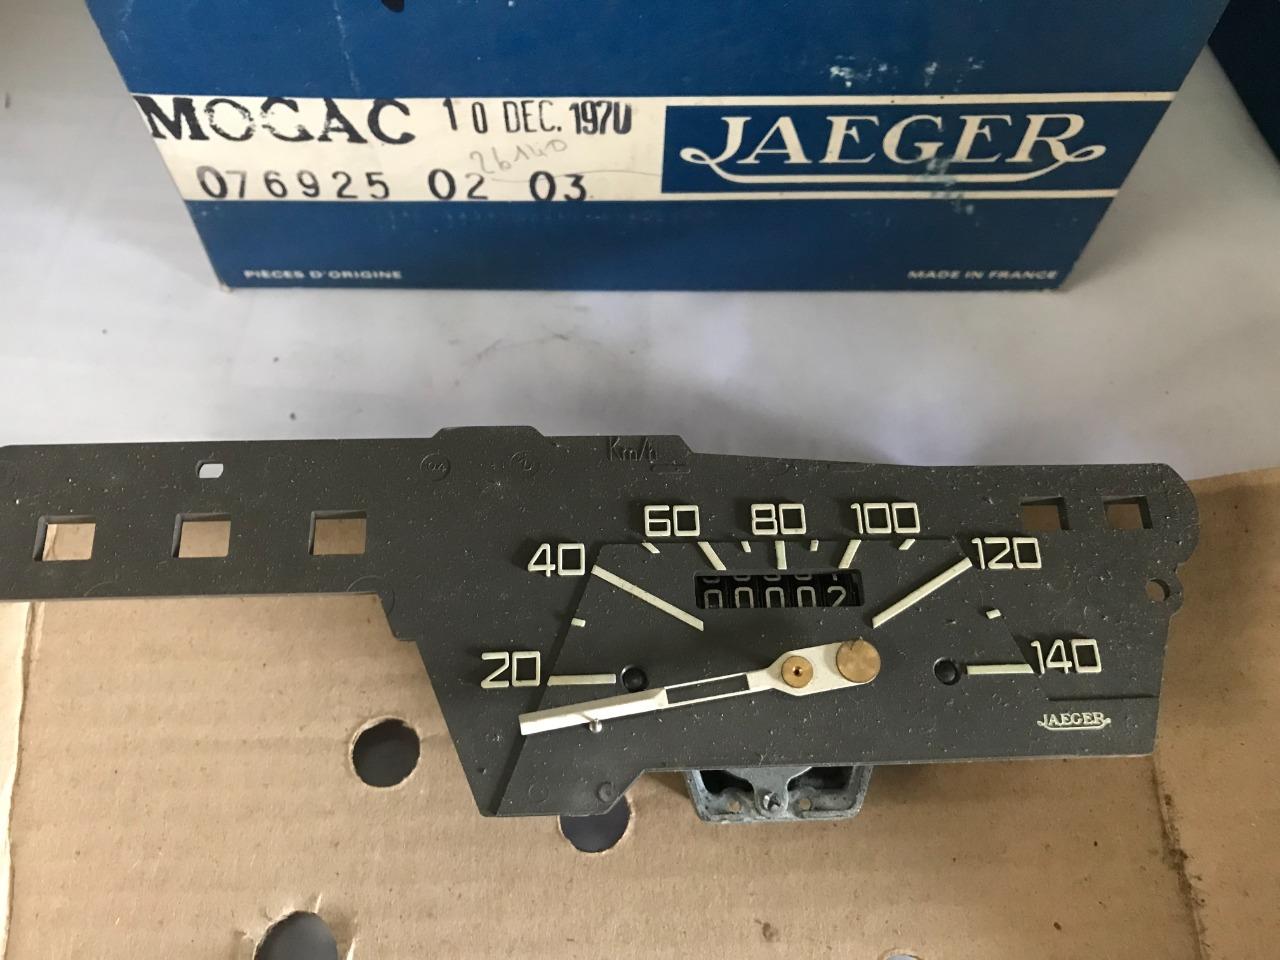 MOCAC 10 DEC. 1970
JAEGER
26140
076925 02 03
PIÈCES D'ORIGINE
MADE IN FRANCE
Km/h
20
40
60
80
100
120
140
00002
JAEGER